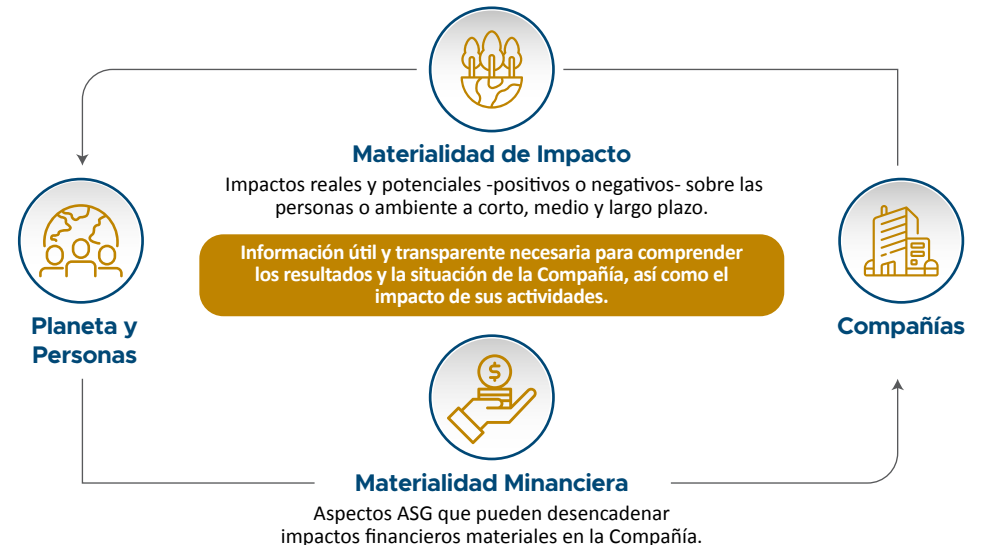 Materialidad de Impacto
Impactos reales y potenciales -positivos o negativos- sobre las
personas o ambiente a corto, medio y largo plazo.
Información útil y transparente necesaria para comprender
los resultados y la situación de la Compañía, así como el
impacto de sus actividades.
Planeta y
Personas
Compañías
$
Materialidad Minanciera
Aspectos ASG que pueden desencadenar
impactos financieros materiales en la Compañía.